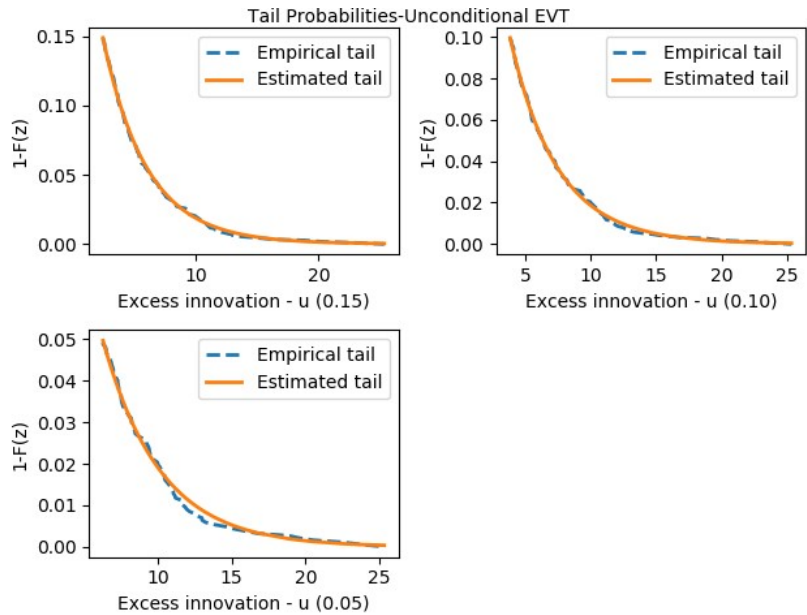 Tail Probabilities-Unconditional EVT
0.15
0.10
0.05
0.00
1-F(z)
Empirical tail
Estimated tail
10
20
Excess innovation - u (0.15)
0.10
0.08
0.06
0.04
0.02
0.00
1-F(z)
Empirical tail
Estimated tail
5
10
15
20
25
Excess innovation - u (0.10)
0.05
0.04
0.03
0.02
0.01
0.00
1-F(z)
Empirical tail
Estimated tail
10
15
20
25
Excess innovation - u (0.05)